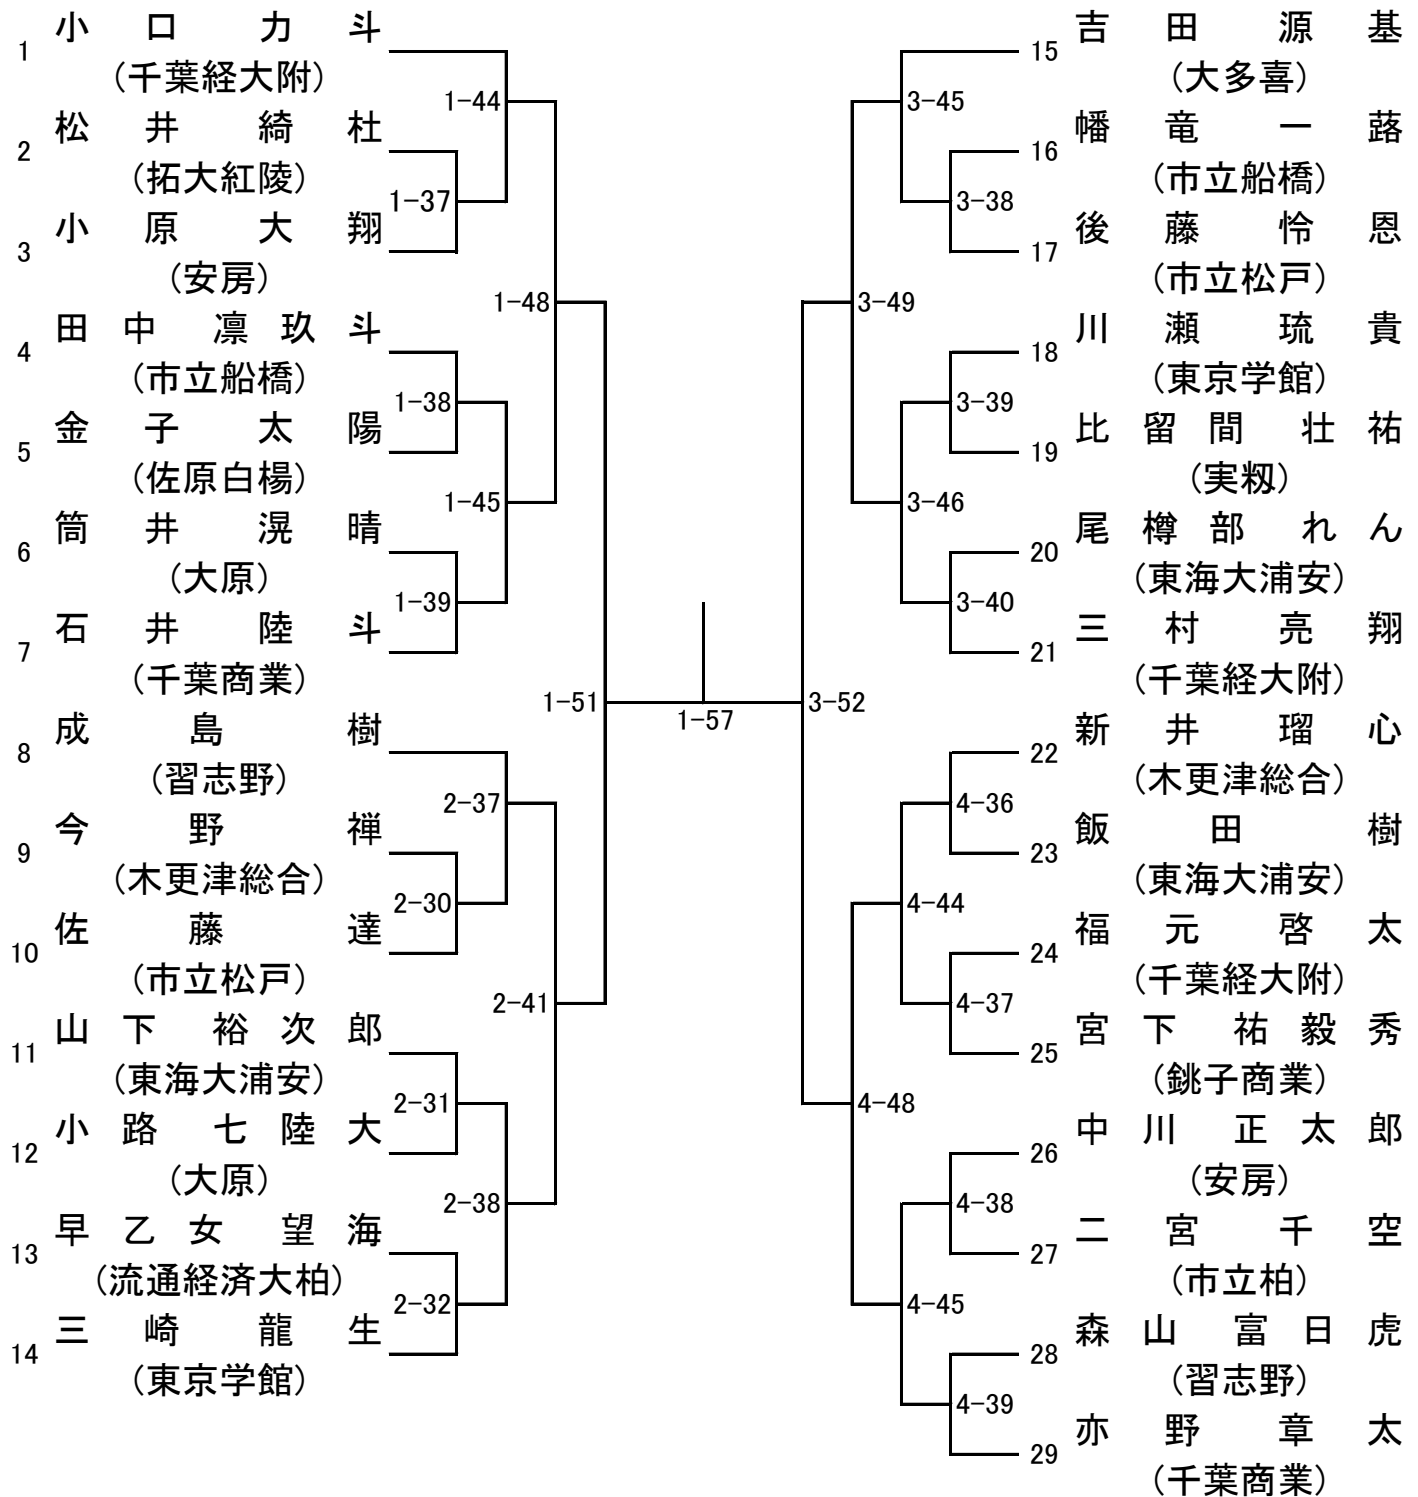 1 小口力斗
(千葉経大附)
1-44
2 松井綺杜
(拓大紅陵)
1-37
3 小原大翔
(安房)
1-48
4 田中凛玖斗
(市立船橋)
1-38
5 金子太陽
(佐原白楊)
1-45
6 筒井滉晴
(大原)
1-39
7 石井陸斗
(千葉商業)
1-51
8 成島樹
(習志野)
2-37
9 今野禅
(木更津総合)
2-30
10 佐藤達
(市立松戸)
2-41
11 山下裕次郎
(東海大浦安)
2-31
12 小路七陸大
(大原)
2-38
13 早乙女望海
(流通経済大柏)
2-32
14 三崎龍生
(東京学館)
1-57
15 吉田源基
(大多喜)
3-45
16 幡竜一蕗
(市立船橋)
3-38
17 後藤怜恩
(市立松戸)
3-49
18 川瀬琉貴
(東京学館)
3-39
19 比留間壮祐
(実籾)
3-46
20 尾樽部れん
(東海大浦安)
3-40
21 三村亮翔
(千葉経大附)
3-52
22 新井瑠心
(木更津総合)
4-36
23 飯田樹
(東海大浦安)
4-44
24 福元啓太
(千葉経大附)
4-37
25 宮下祐毅秀
(銚子商業)
4-48
26 中川正太郎
(安房)
4-38
27 二宮千空
(市立柏)
4-45
28 森山富日虎
(習志野)
4-39
29 亦野章太
(千葉商業)